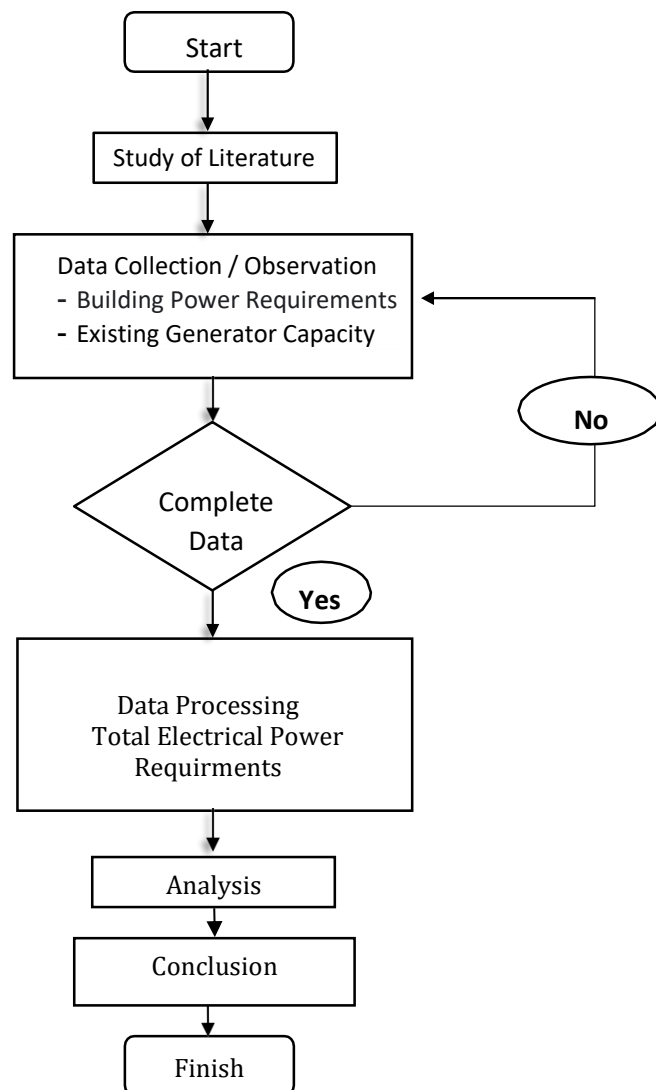 Start
Study of Literature
Data Collection / Observation
- Building Power Requirements
- Existing Generator Capacity
No
Complete
Data
Yes
Data Processing
Total Electrical Power
Requirments
Analysis
Conclusion
Finish